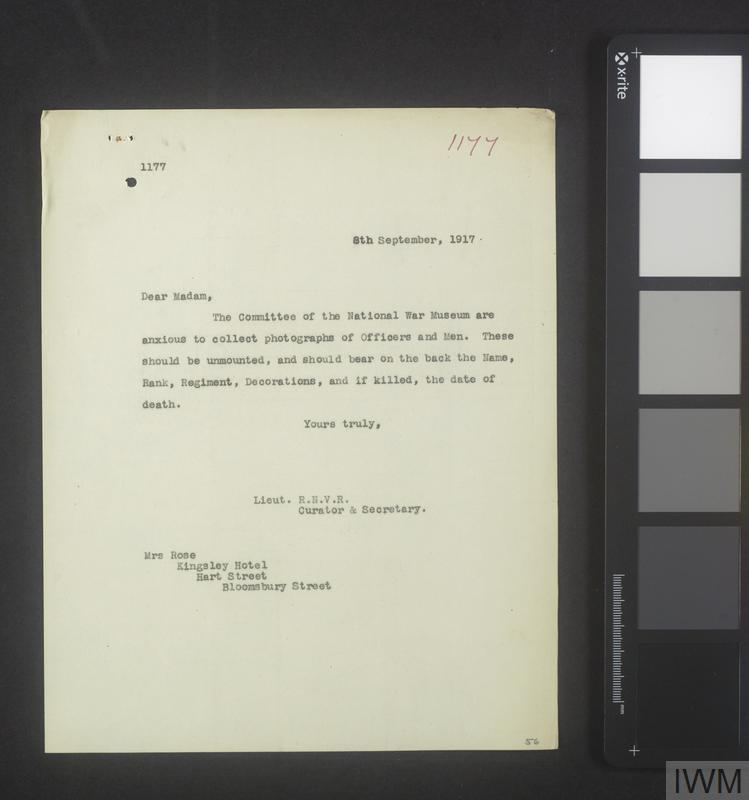 1177
1177
8th September, 1917.
Dear Madam,
The Committee of the National War Museum are
anxious to collect photographs of Officers and Men. These
should be unmounted, and should bear on the back the Name,
Rank, Regiment, Decorations, and if killed, the date of
death.
Yours truly,
Lieut. R.N.V.R.
Curator & Secretary.
Mrs Rose
Kingsley Hotel
Hart Street
Bloomsbury Street
56
x-rite
mm
IWM